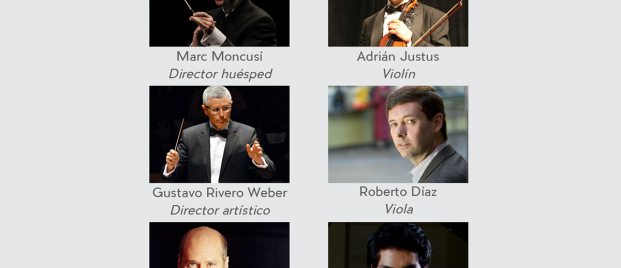 Marc Moncusí
Director huésped
Adrián Justus
Violín
Gustavo Rivero Weber
Director artístico
Roberto Díaz
Viola